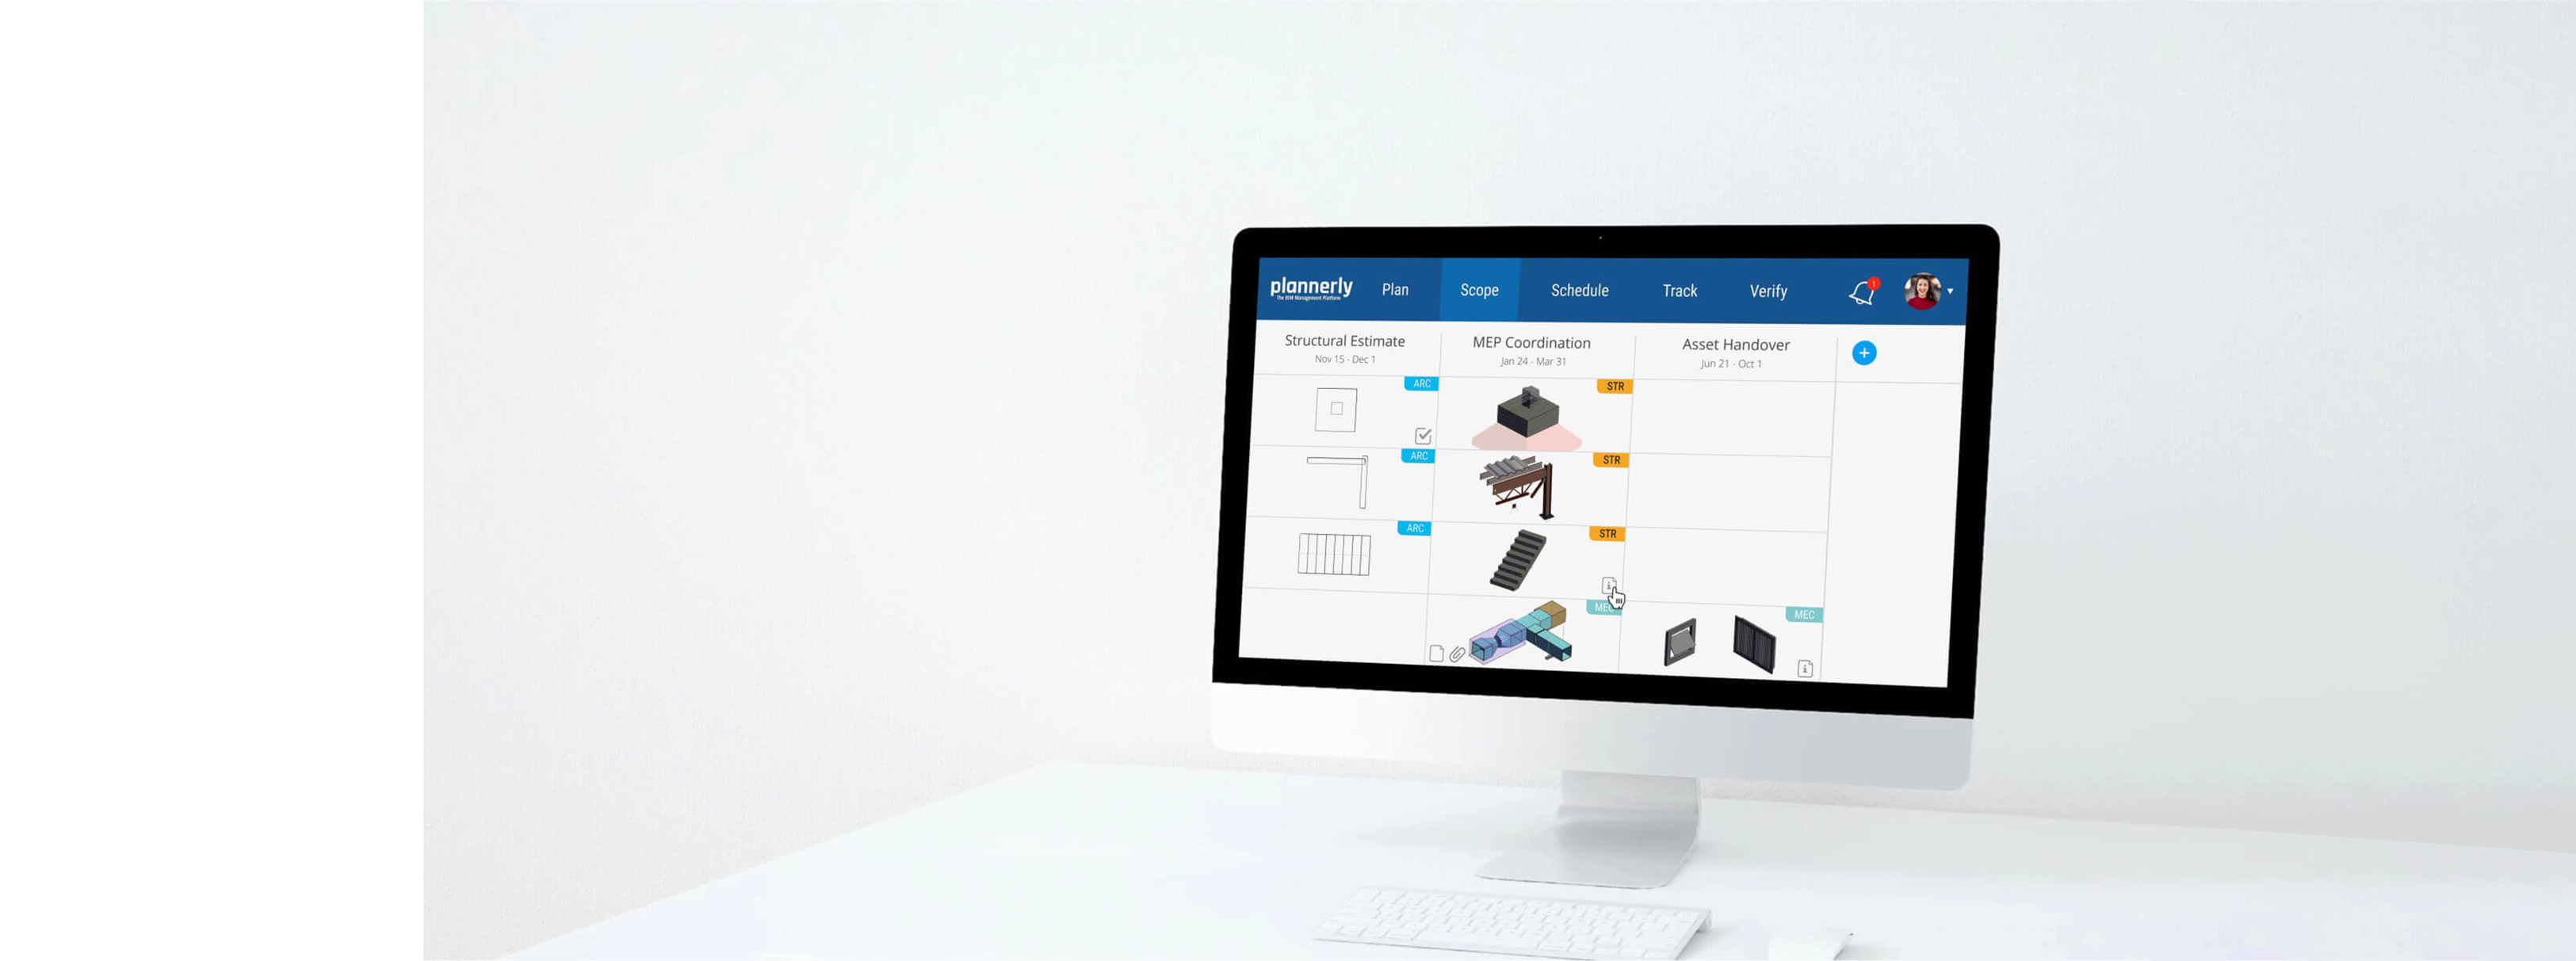 plannerly
The BIM Management Platform
Plan
Scope
Schedule
Track
Verify
1
Structural Estimate
Nov 15 - Dec 1
MEP Coordination
Jan 24 - Mar 31
Asset Handover
Jun 21 - Oct 1
ARC
STR
ARC
STR
ARC
STR
MEC
MEC